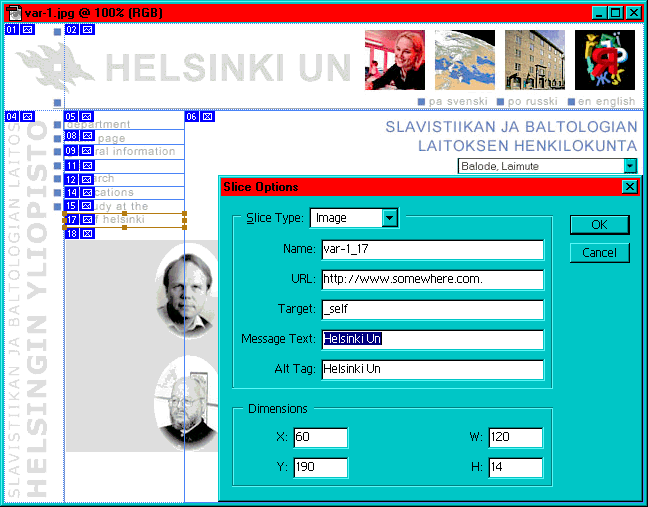 var-1.jpg @ 100% (RGB)
01
02
HELSINKI UN
pa svenski
po russki
en english
04
05
06
department
SLAVISTIIKAN JA BALTOLOGIAN
08
page
LAITOKSEN HENKILOKUNTA
09
ral information
11
Balode, Laimute
12
rch
14
cations
15
udy at the
17
helsinki
18
SLAVISTIIKAN JA BALTOLOGIAN LAITOS
HELSINGIN YLIOPISTO
Slice Options
Slice Type: Image
OK
Name: var-1_17
Cancel
URL: http://www.somewhere.com.
Target: _self
Message Text: Helsinki Un
Alt Tag: Helsinki Un
Dimensions
X: 60
W: 120
Y: 190
H: 14